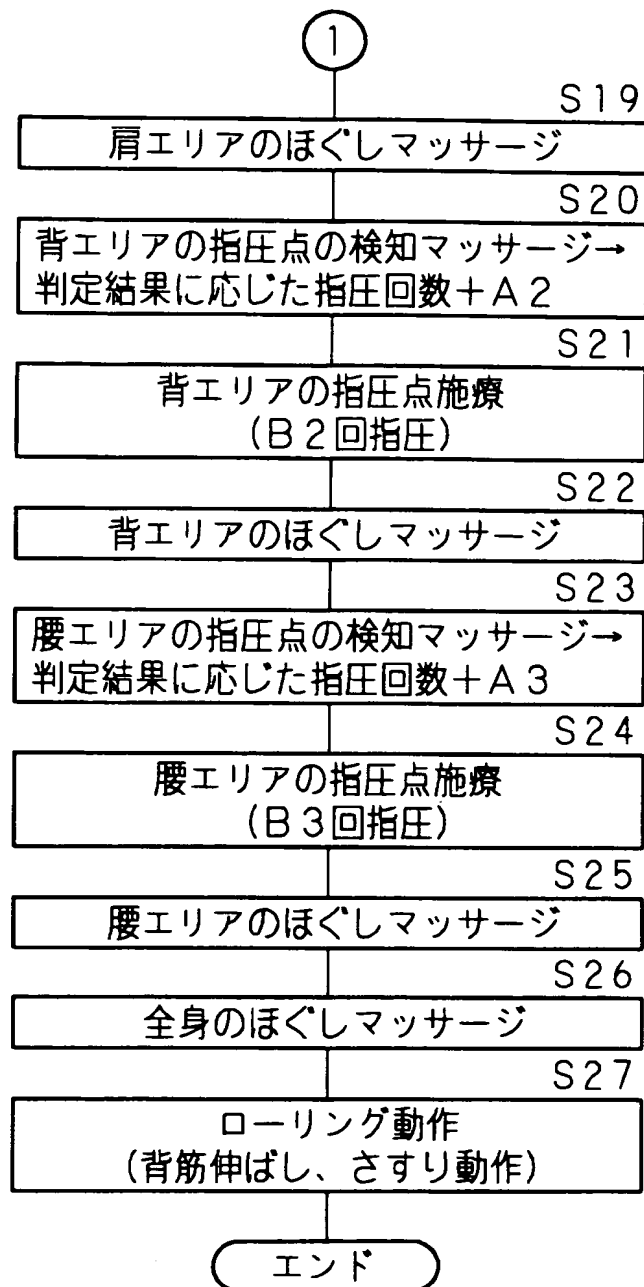 1
S19
肩エリアのほぐしマッサージ
S20
背エリアの指圧点の検知マッサージ→
判定結果に応じた指圧回数+A2
S21
背エリアの指圧点施療
(B2回指圧)
S22
背エリアのほぐしマッサージ
S23
腰エリアの指圧点の検知マッサージ→
判定結果に応じた指圧回数+A3
S24
腰エリアの指圧点施療
(B3回指圧)
S25
腰エリアのほぐしマッサージ
S26
全身のほぐしマッサージ
S27
ローリング動作
(背筋伸ばし、さすり動作)
エンド